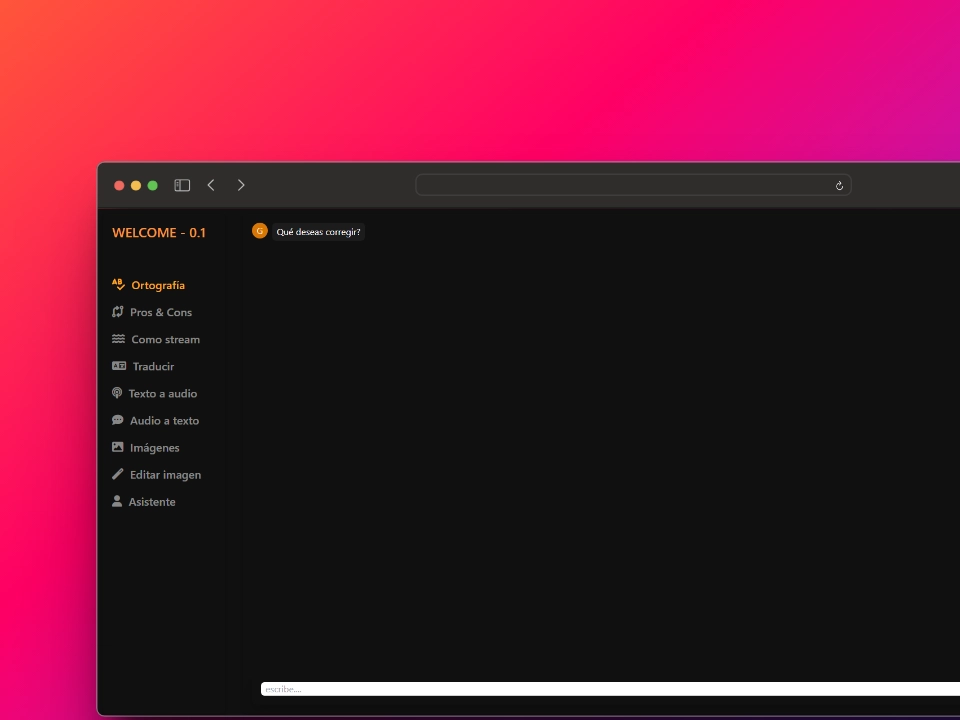 WELCOME - 0.1
G
Qué deseas corregir?
Ortografía
Pros & Cons
Como stream
Traducir
Texto a audio
Audio a texto
Imágenes
Editar imagen
Asistente
escribe....